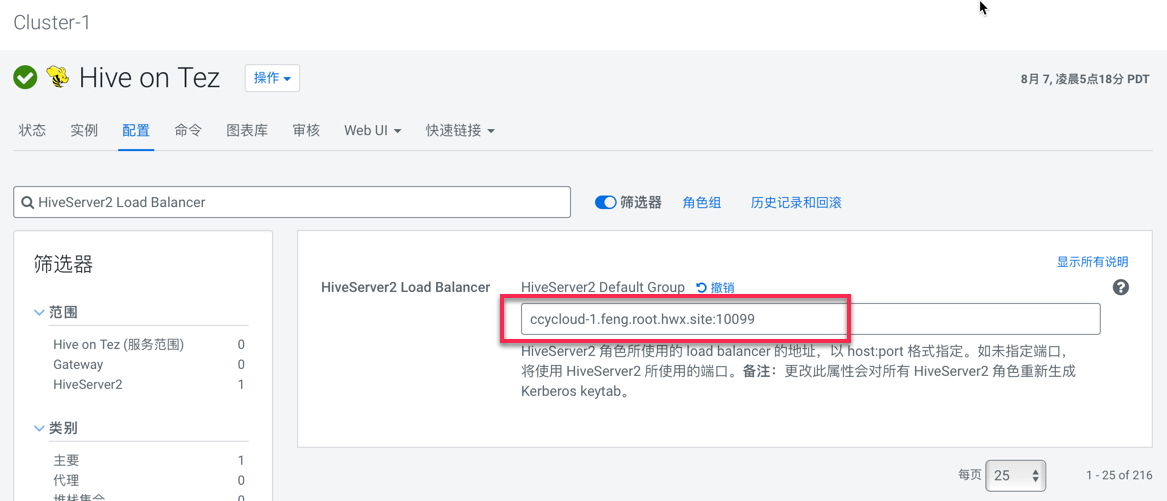 Cluster-1
Hive on Tez 操作
8月 7, 凌晨5点18分 PDT
状态 实例 配置 命令 图表库 审核 Web UI 快速链接
HiveServer2 Load Balancer 筛选器 角色组 历史记录和回滚
筛选器
范围
Hive on Tez (服务范围) 0
Gateway 0
HiveServer2 1
类别
主要 1
代理 0
堆栈集合 0
显示所有说明
HiveServer2 Load Balancer HiveServer2 Default Group 撤销
ccycloud-1.feng.root.hwx.site:10099
HiveServer2 角色所使用的 load balancer 的地址，以 host:port 格式指定。如未指定端口，
将使用 HiveServer2 所使用的端口。备注：更改此属性会对所有 HiveServer2 角色重新生成
Kerberos keytab。
每页 25 1 - 25 of 216